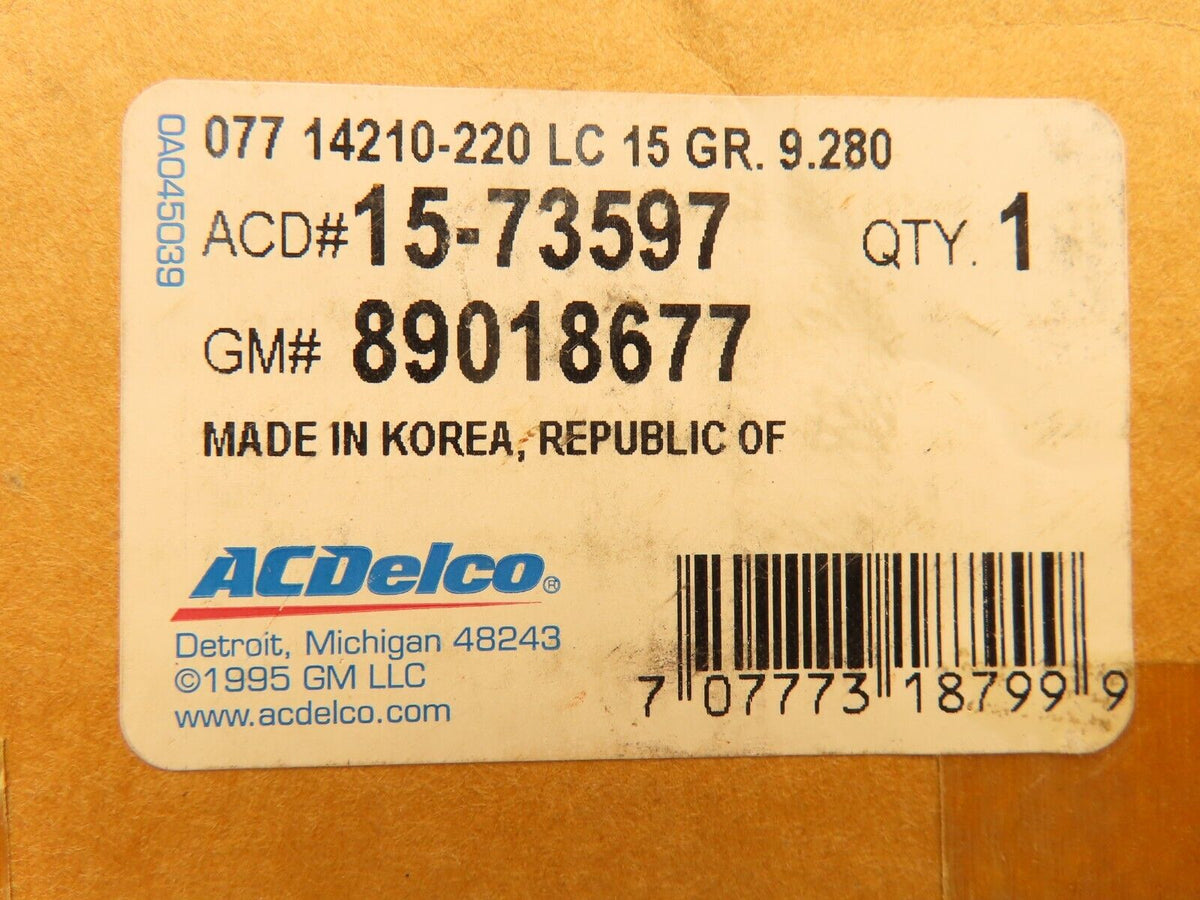 0A045039
077 14210-220 LC 15 GR. 9.280
ACD# 15-73597 QTY. 1
GM# 89018677
MADE IN KOREA, REPUBLIC OF
ACDelco®
Detroit, Michigan 48243
©1995 GM LLC
www.acdelco.com
7 07773 18799 9